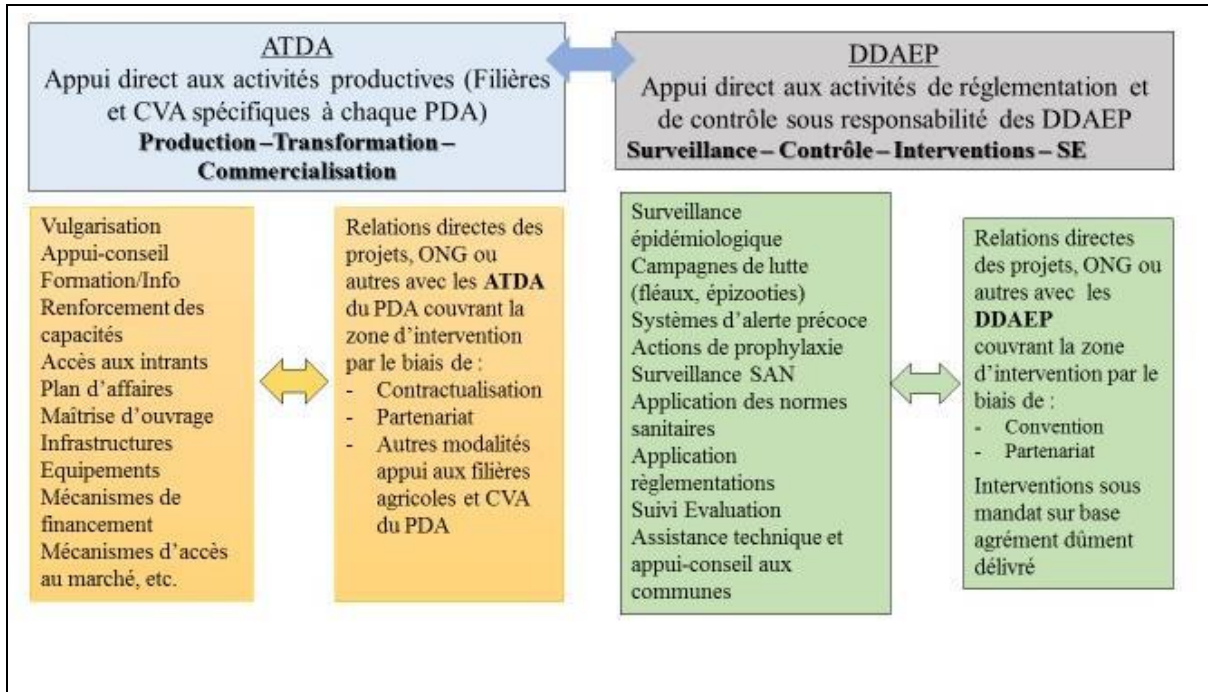 ATDA
Appui direct aux activités productives (Filières
et CVA spécifiques à chaque PDA)
Production – Transformation –
Commercialisation
DDAEP
Appui direct aux activités de réglementation et
de contrôle sous responsabilité des DDAEP
Surveillance – Contrôle – Interventions – SE
Vulgarisation
Appui-conseil
Formation/Info
Renforcement des
capacités
Accès aux intrants
Plan d’affaires
Maîtrise d’ouvrage
Infrastructures
Equipements
Mécanismes de
financement
Mécanismes d’accès
au marché, etc.
Relations directes des
projets, ONG ou
autres avec les ATDA
du PDA couvrant la
zone d’intervention
par le biais de :
- Contractualisation
- Partenariat
- Autres modalités
appui aux filières
agricoles et CVA
du PDA
Surveillance
épidémiologique
Campagnes de lutte
(fléaux, épizooties)
Systèmes d’alerte précoce
Actions de prophylaxie
Surveillance SAN
Application des normes
sanitaires
Application
règlementations
Suivi Evaluation
Assistance technique et
appui-conseil aux
communes
Relations directes
des projets, ONG ou
autres avec les
DDAEP
couvrant la zone
d’intervention par le
biais de :
- Convention
- Partenariat
Interventions sous
mandat sur base
agrément dûment
délivré